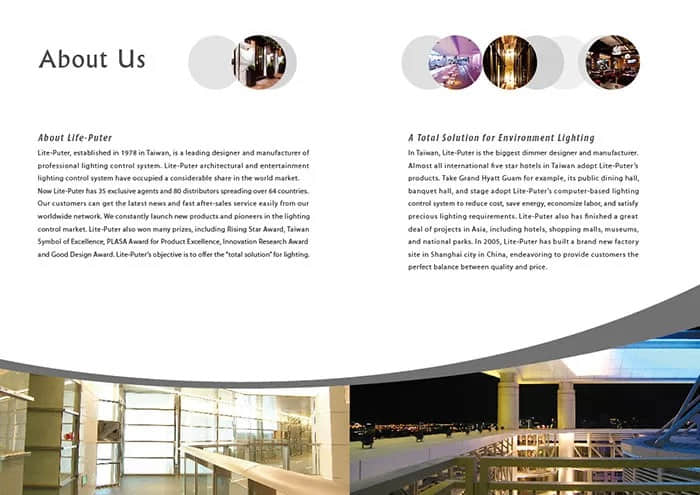 About Us
About Life-Puter
Lite-Puter, established in 1978 in Taiwan, is a leading designer and manufacturer of
professional lighting control system. Lite-Puter architectural and entertainment
lighting control system have occupied a considerable share in the world market.
Now Lite-Puter has 35 exclusive agents and 80 distributors spreading over 64 countries.
Our customers can get the latest news and fast after-sales service easily from our
worldwide network. We constantly launch new products and pioneers in the lighting
control market. Lite-Puter also won many prizes, including Rising Star Award, Taiwan
Symbol of Excellence, PLASA Award for Product Excellence, Innovation Research Award
and Good Design Award. Lite-Puter's objective is to offer the "total solution" for lighting.
A Total Solution for Environment Lighting
In Taiwan, Lite-Puter is the biggest dimmer designer and manufacturer.
Almost all international five star hotels in Taiwan adopt Lite-Puter's
products. Take Grand Hyatt Guam for example, its public dining hall,
banquet hall, and stage adopt Lite-Puter's computer-based lighting
control system to reduce cost, save energy, economize labor, and satisfy
precious lighting requirements. Lite-Puter also has finished a great
deal of projects in Asia, including hotels, shopping malls, museums,
and national parks. In 2005, Lite-Puter has built a brand new factory
site in Shanghai city in China, endeavoring to provide customers the
perfect balance between quality and price.